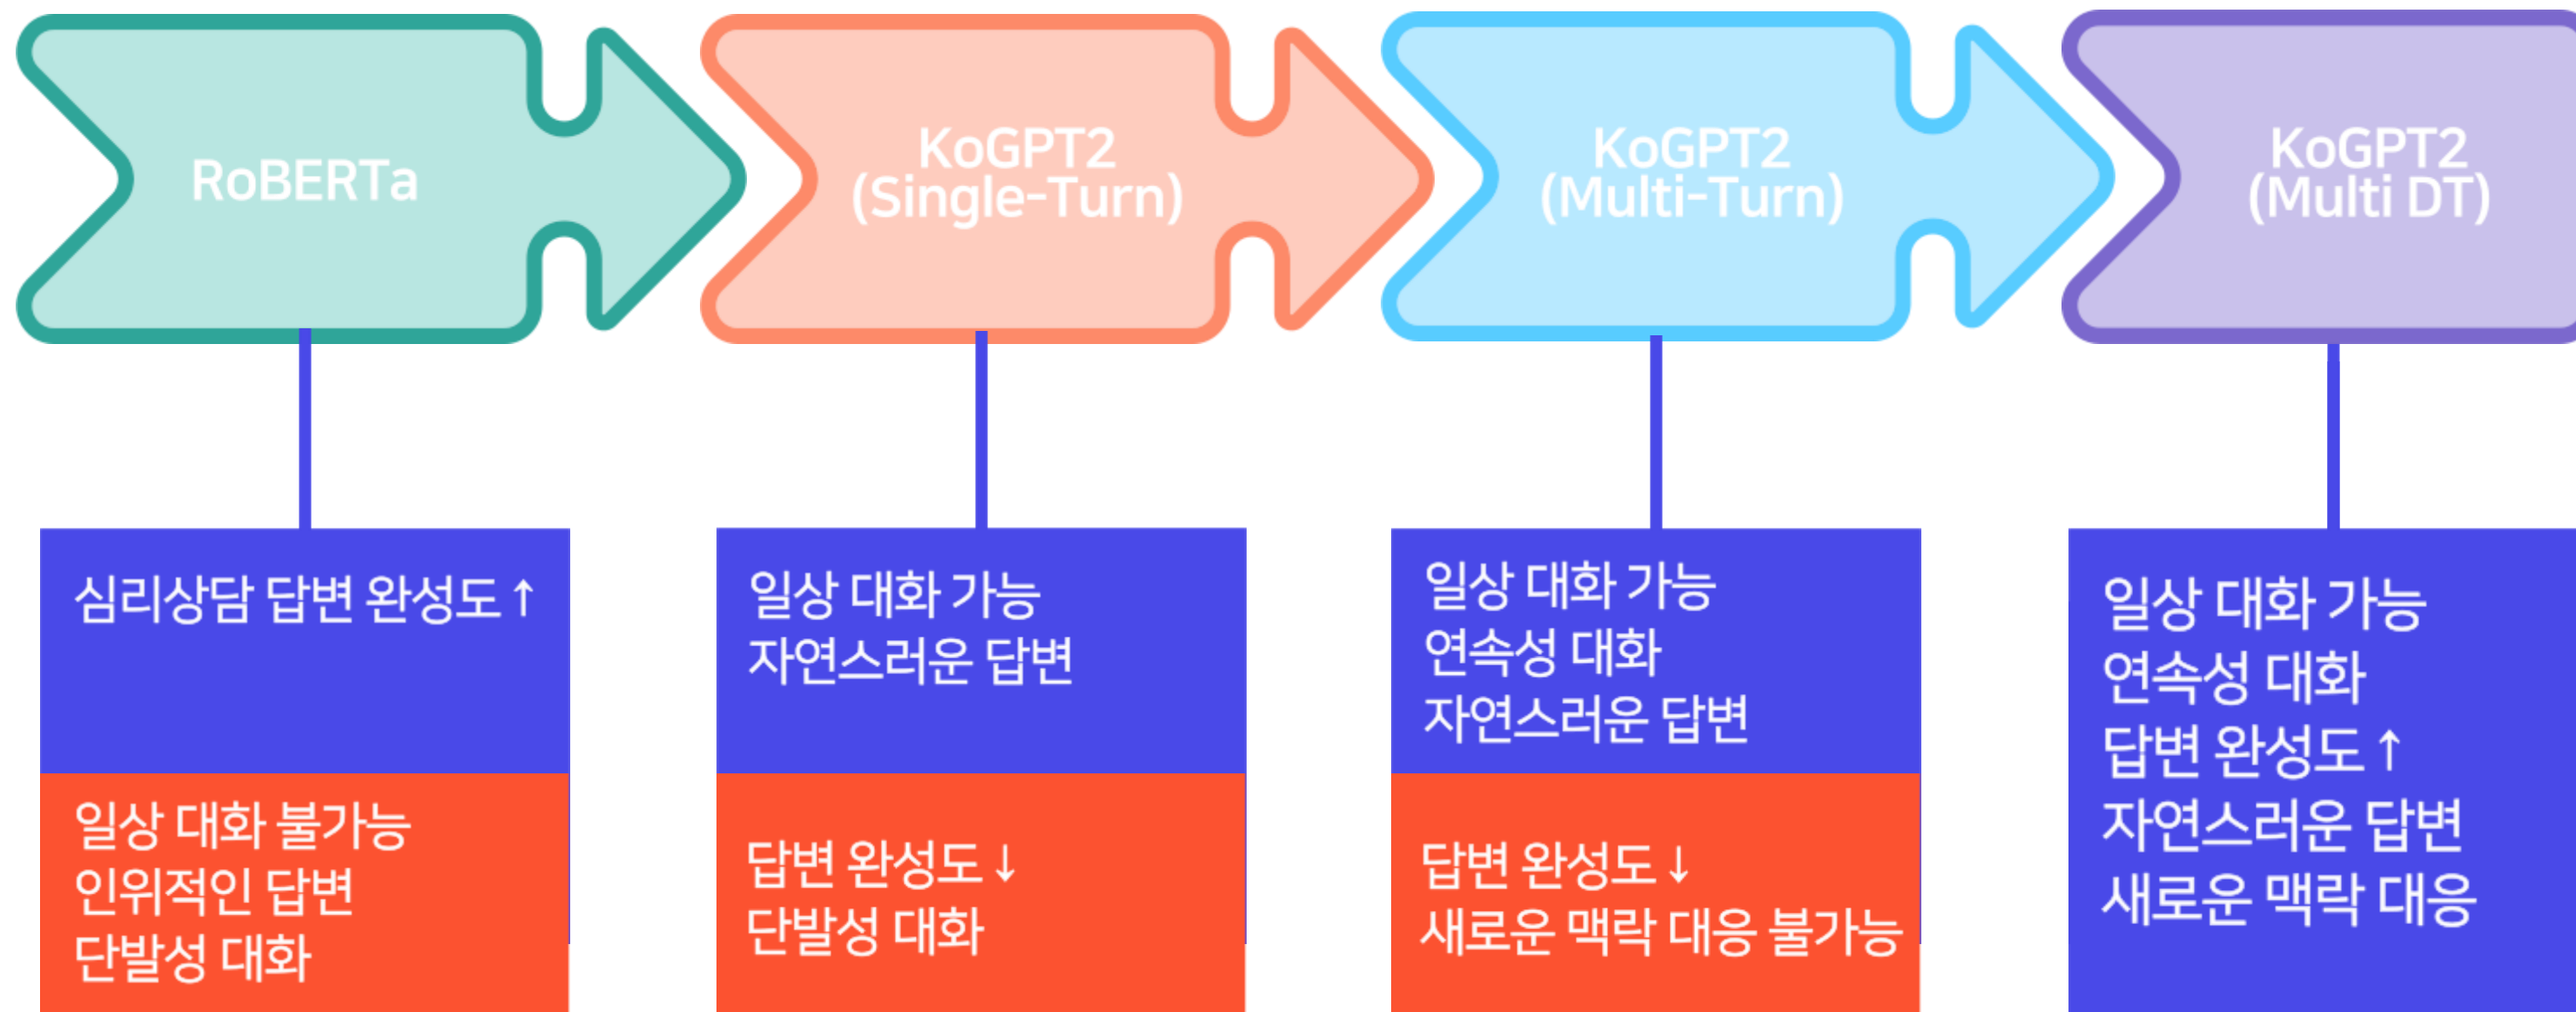 RoBERTa
KoGPT2
(Single-Turn)
KoGPT2
(Multi-Turn)
KoGPT2
(Multi DT)
심리상담 답변 완성도↑
일상 대화 불가능
인위적인 답변
단발성 대화
일상 대화 가능
자연스러운 답변
답변 완성도↓
단발성 대화
일상 대화 가능
연속성 대화
자연스러운 답변
답변 완성도↓
새로운 맥락 대응 불가능
일상 대화 가능
연속성 대화
답변 완성도↑
자연스러운 답변
새로운 맥락 대응